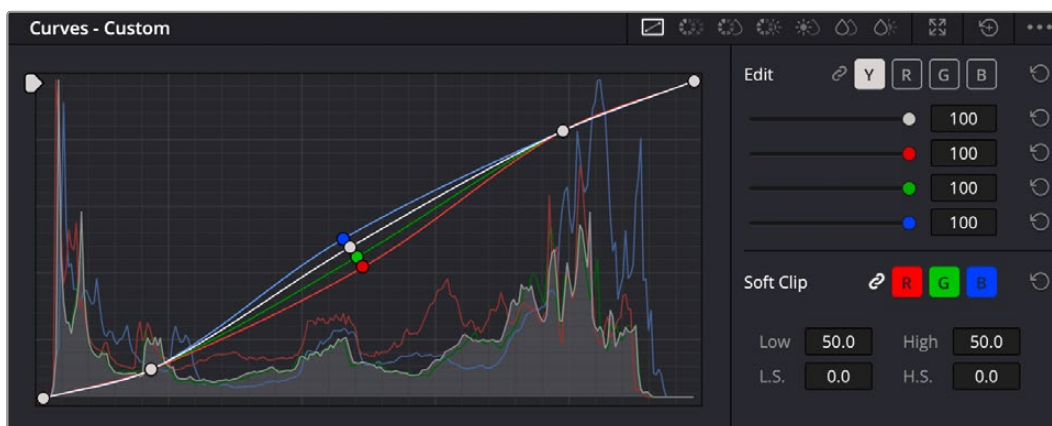 Curves - Custom
Edit Y R G B
100
100
100
100
Soft Clip R G B
Low 50.0 High 50.0
L.S. 0.0 H.S. 0.0